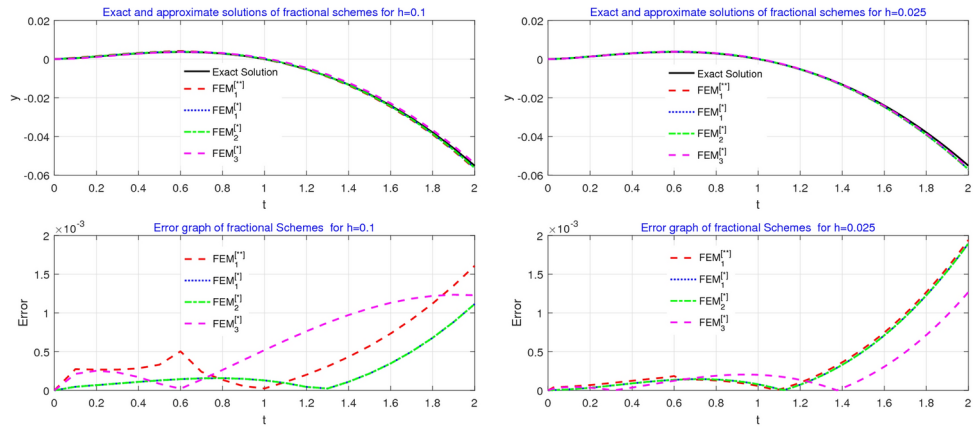 Exact and approximate solutions of fractional schemes for h=0.1
0.02
0
-0.02
-0.04
-0.06
y
Exact Solution
FEM₁[**]
FEM₁[*]
FEM₂[*]
FEM₃[*]
0 0.2 0.4 0.6 0.8 1 1.2 1.4 1.6 1.8 2
t
Exact and approximate solutions of fractional schemes for h=0.025
0.02
0
-0.02
-0.04
-0.06
y
Exact Solution
FEM₁[**]
FEM₁[*]
FEM₂[*]
FEM₃[*]
0 0.2 0.4 0.6 0.8 1 1.2 1.4 1.6 1.8 2
t
Error graph of fractional Schemes for h=0.1
×10⁻³
2
1.5
1
0.5
0
Error
FEM₁[**]
FEM₁[*]
FEM₂[*]
FEM₃[*]
0 0.2 0.4 0.6 0.8 1 1.2 1.4 1.6 1.8 2
t
Error graph of fractional Schemes for h=0.025
×10⁻³
2
1.5
1
0.5
0
Error
FEM₁[**]
FEM₁[*]
FEM₂[*]
FEM₃[*]
0 0.2 0.4 0.6 0.8 1 1.2 1.4 1.6 1.8 2
t